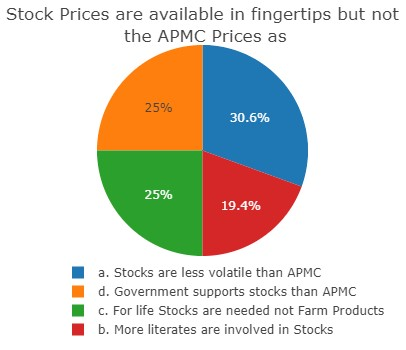 Stock Prices are available in fingertips but not
the APMC Prices as
25%
30.6%
25%
19.4%
a. Stocks are less volatile than APMC
d. Government supports stocks than APMC
c. For life Stocks are needed not Farm Products
b. More literates are involved in Stocks